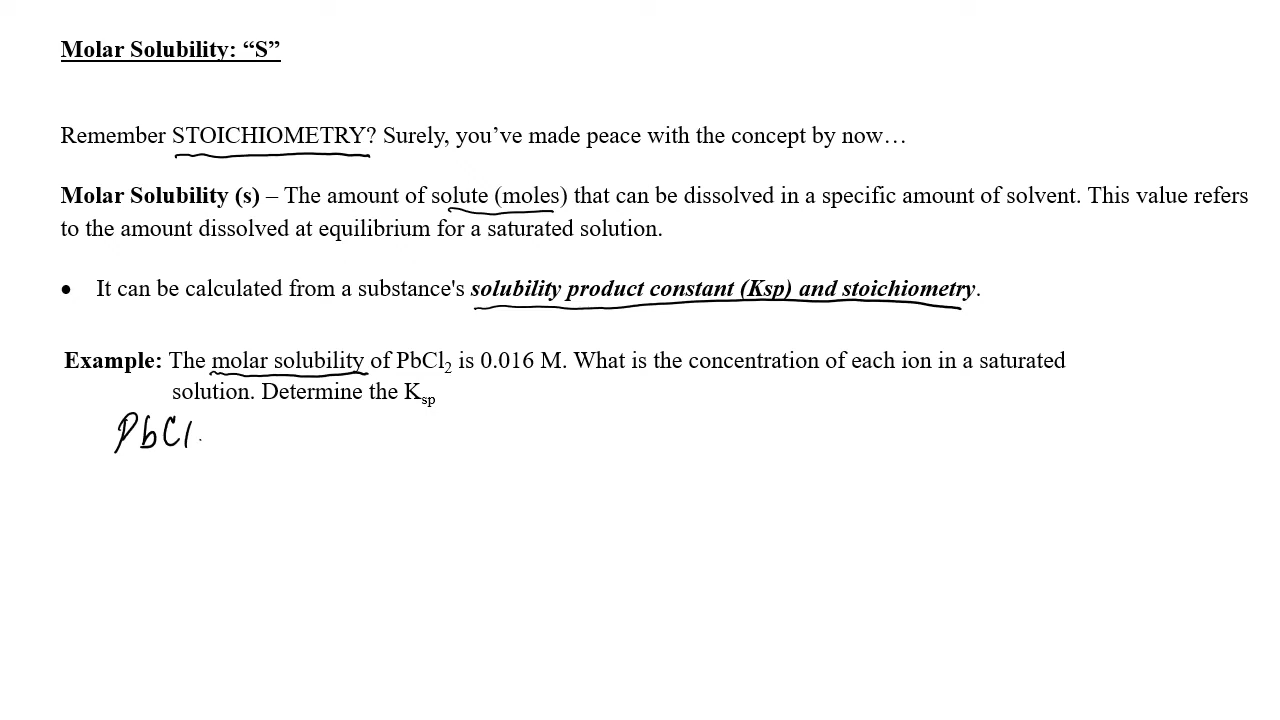 Molar Solubility: “S”
Remember STOICHIOMETRY? Surely, you’ve made peace with the concept by now…
Molar Solubility (s) – The amount of solute (moles) that can be dissolved in a specific amount of solvent. This value refers
to the amount dissolved at equilibrium for a saturated solution.
• It can be calculated from a substance's solubility product constant (Ksp) and stoichiometry.
Example: The molar solubility of PbCl₂ is 0.016 M. What is the concentration of each ion in a saturated
solution. Determine the Ksp
PbCl